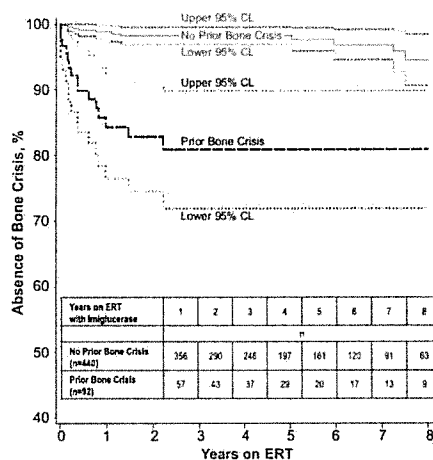 100
90
80
70
60
50
40
Absence of Bone Crisis, %
Upper 95% CL
No Prior Bone Crisis
Lower 95% CL
Upper 95% CL
Prior Bone Crisis
Lower 95% CL
Years on ERT with Imiglucerase 1 2 3 4 5 6 7 8
n
No Prior Bone Crisis (n=440) 356 290 246 197 161 91 63
Prior Bone Crisis (n=92) 57 43 37 29 20 17 13 9
0 1 2 3 4 5 6 7 8
Years on ERT